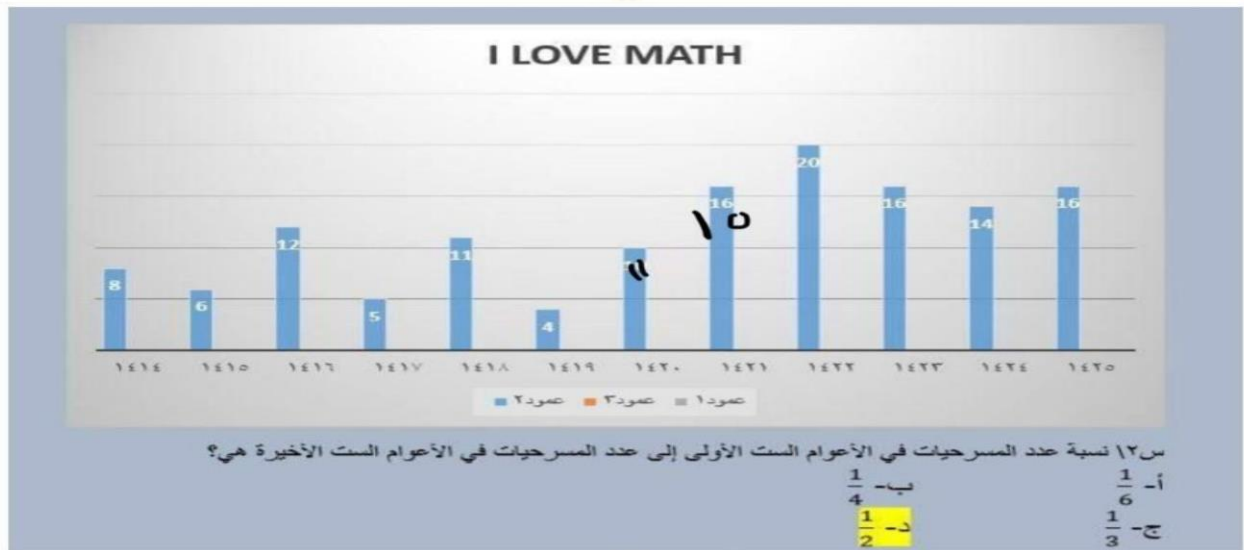 I LOVE MATH
8 6 12 5 11 4 ١١ 16 20 16 14 16
١٥
١٤١٤ ١٤١٥ ١٤١٦ ١٤١٧ ١٤١٨ ١٤١٩ ١٤٢٠ ١٤٢١ ١٤٢٢ ١٤٢٣ ١٤٢٤ ١٤٢٥
عمود١ عمود٣ عمود٢
س١٢\ نسبة عدد المسرحيات في الأعوام الست الأولى إلى عدد المسرحيات في الأعوام الست الأخيرة هي؟
أ- 1/6 ب- 1/4
ج- 1/3 د- 1/2